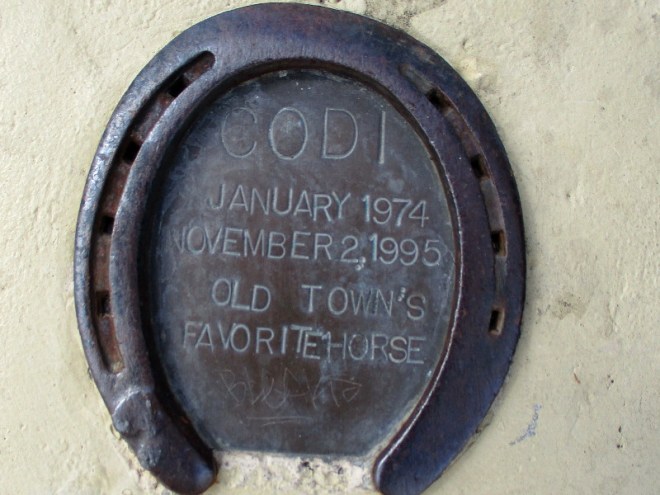 CODI
JANUARY 1974
NOVEMBER 2, 1995
OLD TOWN'S
FAVORITE HORSE